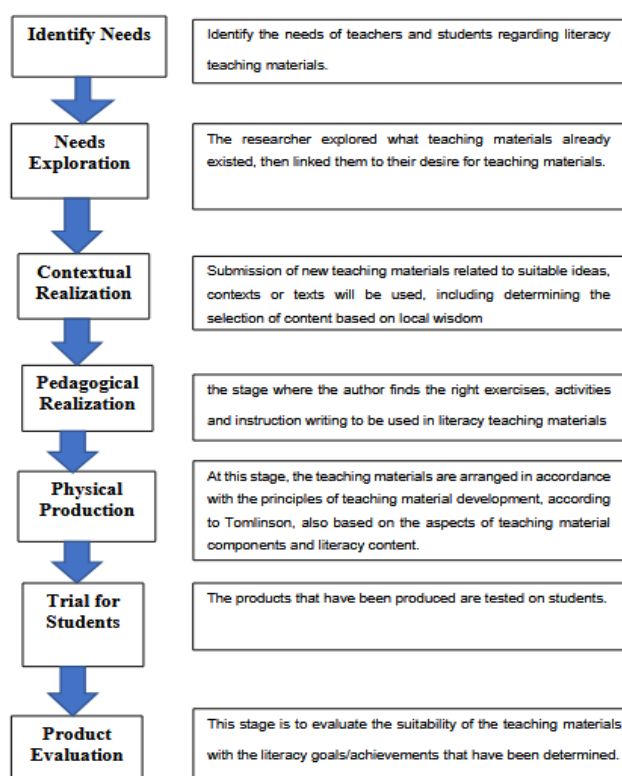 Identify Needs
Identify the needs of teachers and students regarding literacy
teaching materials.
Needs
Exploration
The researcher explored what teaching materials already
existed, then linked them to their desire for teaching materials.
Contextual
Realization
Submission of new teaching materials related to suitable ideas,
contexts or texts will be used, including determining the
selection of content based on local wisdom
Pedagogical
Realization
the stage where the author finds the right exercises, activities
and instruction writing to be used in literacy teaching materials
Physical
Production
At this stage, the teaching materials are arranged in accordance
with the principles of teaching material development, according
to Tomlinson, also based on the aspects of teaching material
components and literacy content.
Trial for
Students
The products that have been produced are tested on students.
Product
Evaluation
This stage is to evaluate the suitability of the teaching materials
with the literacy goals/achievements that have been determined.